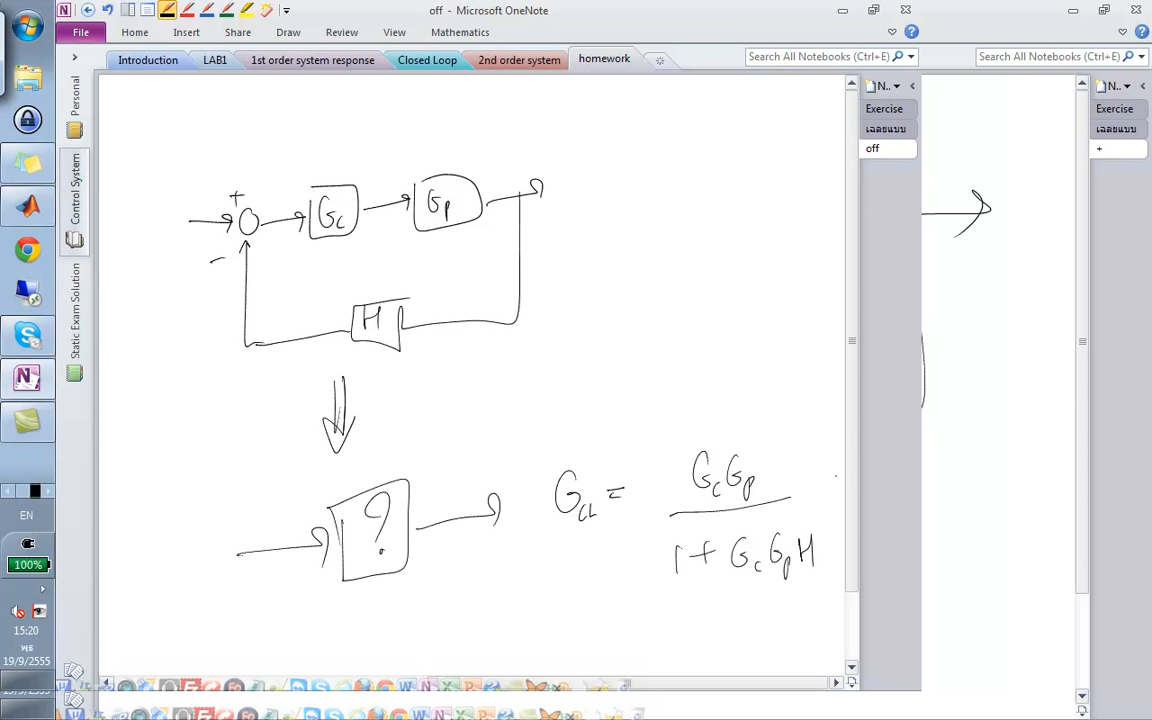 off - Microsoft OneNote
File Home Insert Share Draw Review View Mathematics
Introduction LAB1 1st order system response Closed Loop 2nd order system homework
Search All Notebooks (Ctrl+E)
Search All Notebooks (Ctrl+E)
N..
N..
Personal
Control System
Static Exam Solution
Exercise
เฉลยแบบ
off
Exercise
เฉลยแบบ
+
+
Gc
Gp
-
H
?
GCL = GcGp
1 + GcGpH
EN
100%
15:20
พุธ
19/9/2555